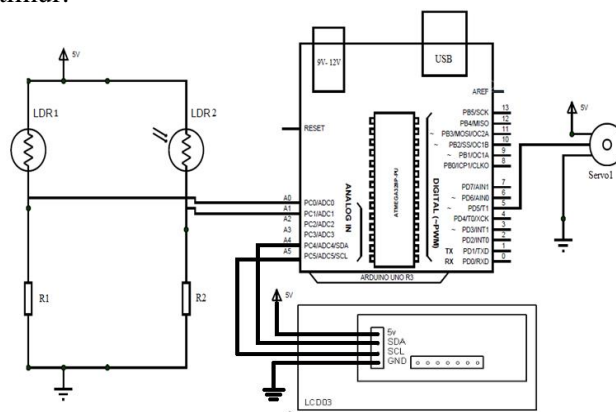 5V
LDR1
LDR2
R1
R2
9V- 12V
USB
RESET
AREF
PB5/SCK 13
PB4/MISO 12
~ PB3/MOSI/OC2A 11
~ PB2/SS/OC1B 10
~ PB1/OC1A 9
PB0/ICP1/CLKO 8
A0 PC0/ADC0
A1 PC1/ADC1
A2 PC2/ADC2
A3 PC3/ADC3
A4 PC4/ADC4/SDA
A5 PC5/ADC5/SCL
ANALOG IN
ATMEGA328P-PU
DIGITAL (~PWM)
PD7/AIN1 7
~ PD6/AIN0 6
~ PD5/T1 5
PD4/T0/XCK 4
~ PD3/INT1 3
PD2/INT0 2
TX PD1/TXD 1
RX PD0/RXD 0
ARDUINO UNO R3
5V
Servo1
5V
5v
SDA
SCL
GND
LCD03